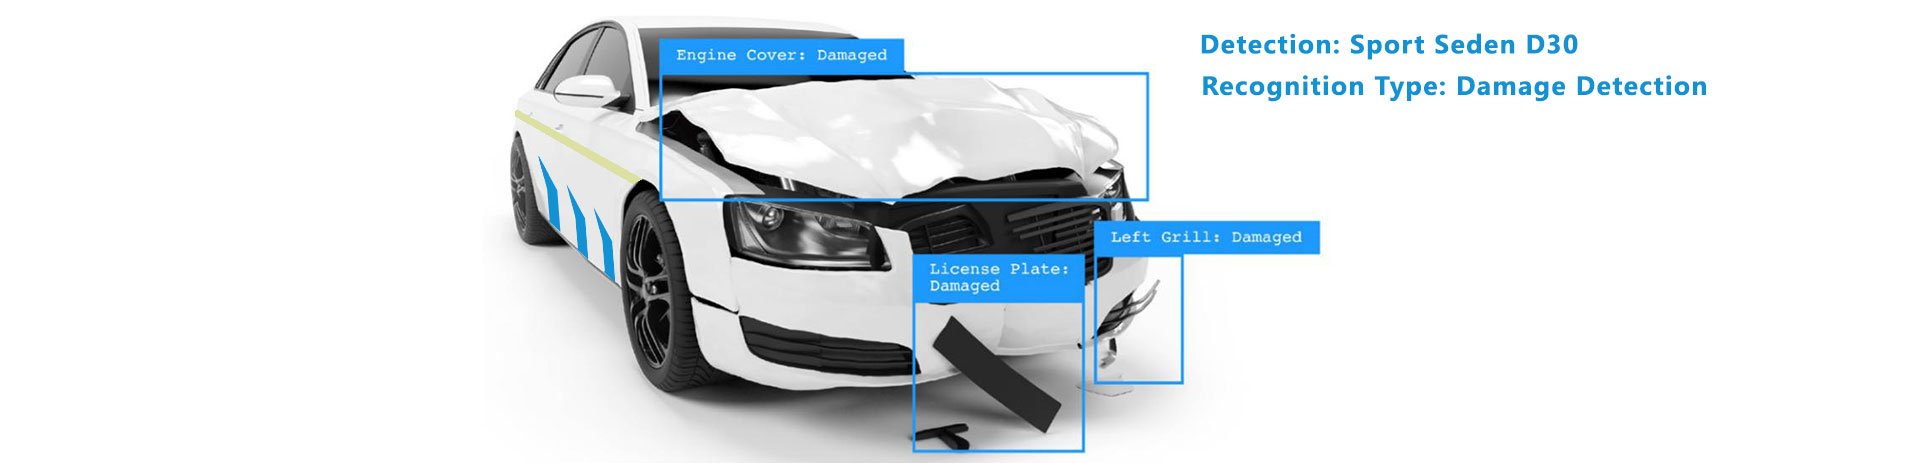 Engine Cover: Damaged
Detection: Sport Seden D30
Recognition Type: Damage Detection
Left Grill: Damaged
License Plate:
Damaged